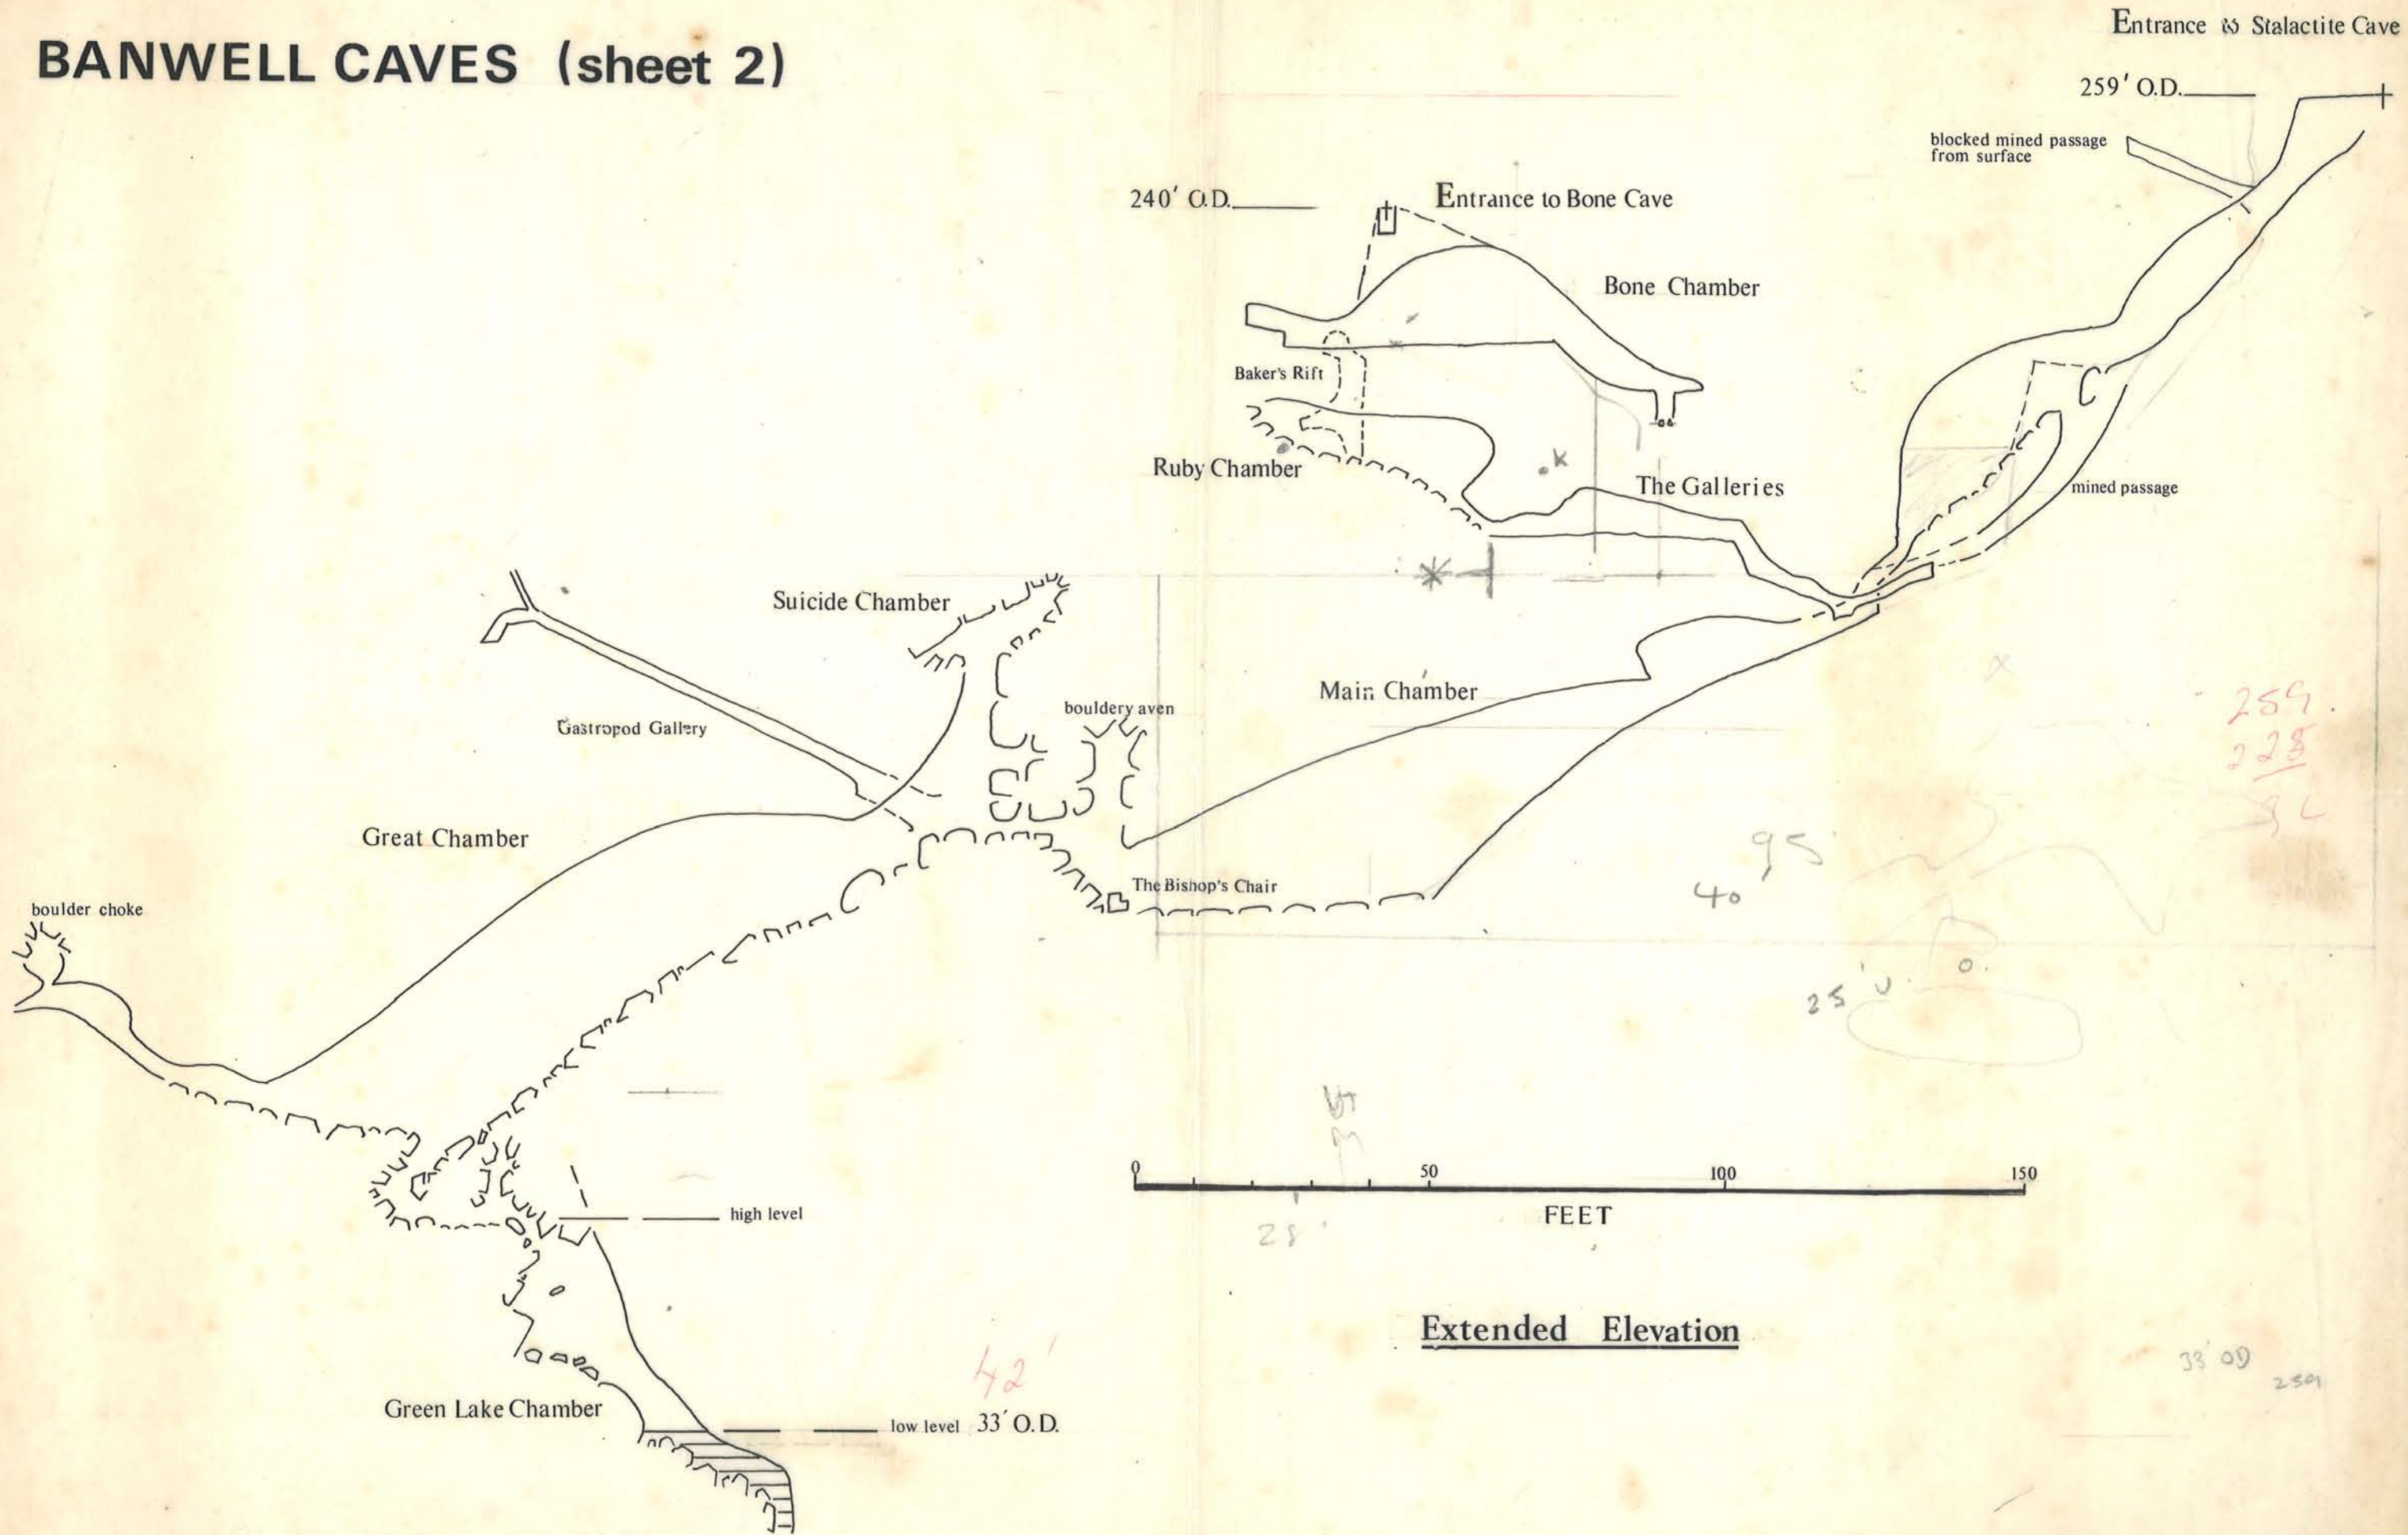 BANWELL CAVES (sheet 2)
Entrance to Stalactite Cave
259' O.D.
blocked mined passage
from surface
240' O.D.
Entrance to Bone Cave
Bone Chamber
Baker's Rift
Ruby Chamber
The Galleries
mined passage
Suicide Chamber
Gastropod Gallery
bouldery aven
Main Chamber
259.
228
95
40
Great Chamber
The Bishop's Chair
boulder choke
25'
0 50 100 150
FEET
high level
28'
Extended Elevation
42'
33' OD
259
Green Lake Chamber
low level 33' O.D.